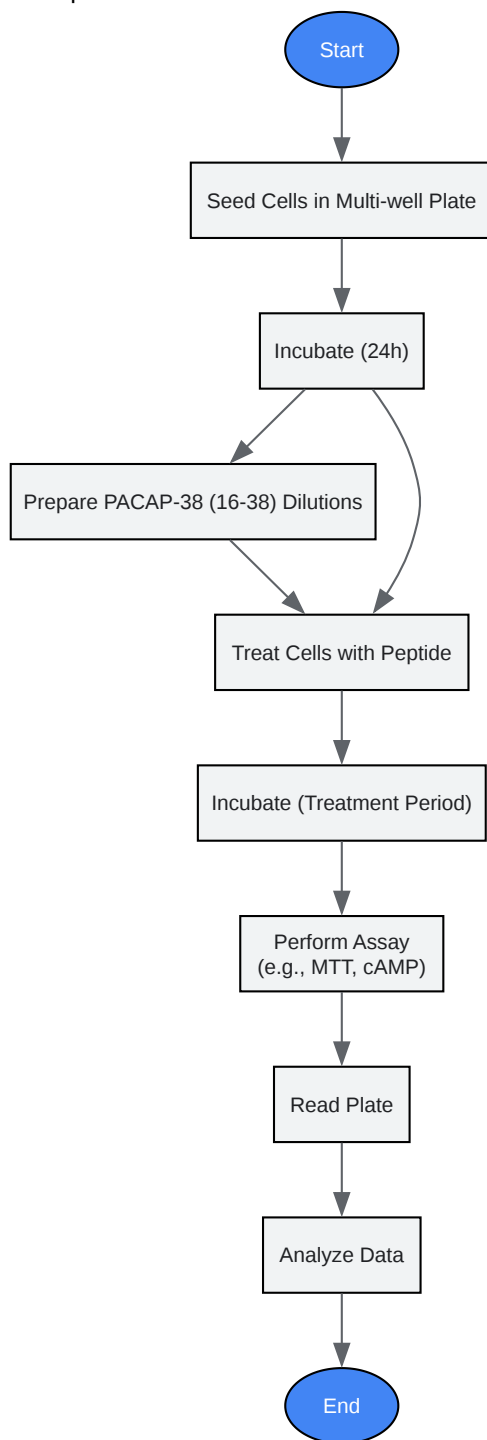 Start
Seed Cells in Multi-well Plate
Incubate (24h)
Prepare PACAP-38 (16-38) Dilutions
Treat Cells with Peptide
Incubate (Treatment Period)
Perform Assay
(e.g., MTT, cAMP)
Read Plate
Analyze Data
End